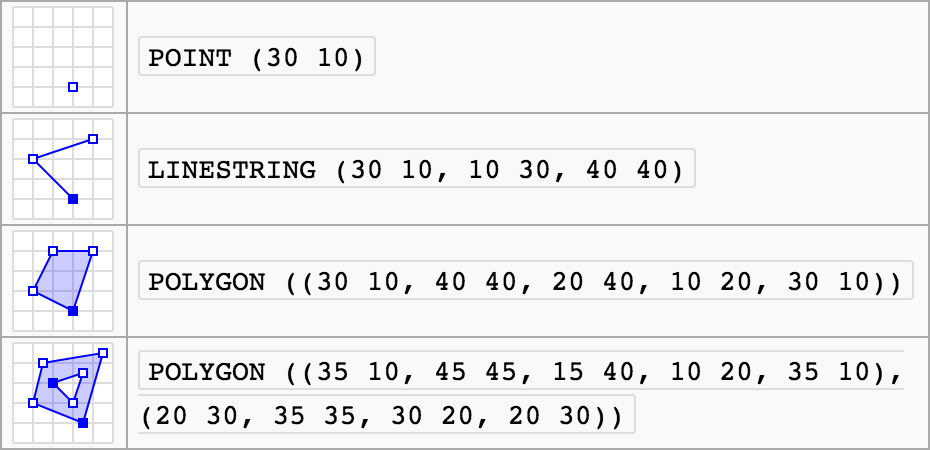 POINT (30 10)
LINESTRING (30 10, 10 30, 40 40)
POLYGON ((30 10, 40 40, 20 40, 10 20, 30 10))
POLYGON ((35 10, 45 45, 15 40, 10 20, 35 10),
(20 30, 35 35, 30 20, 20 30))